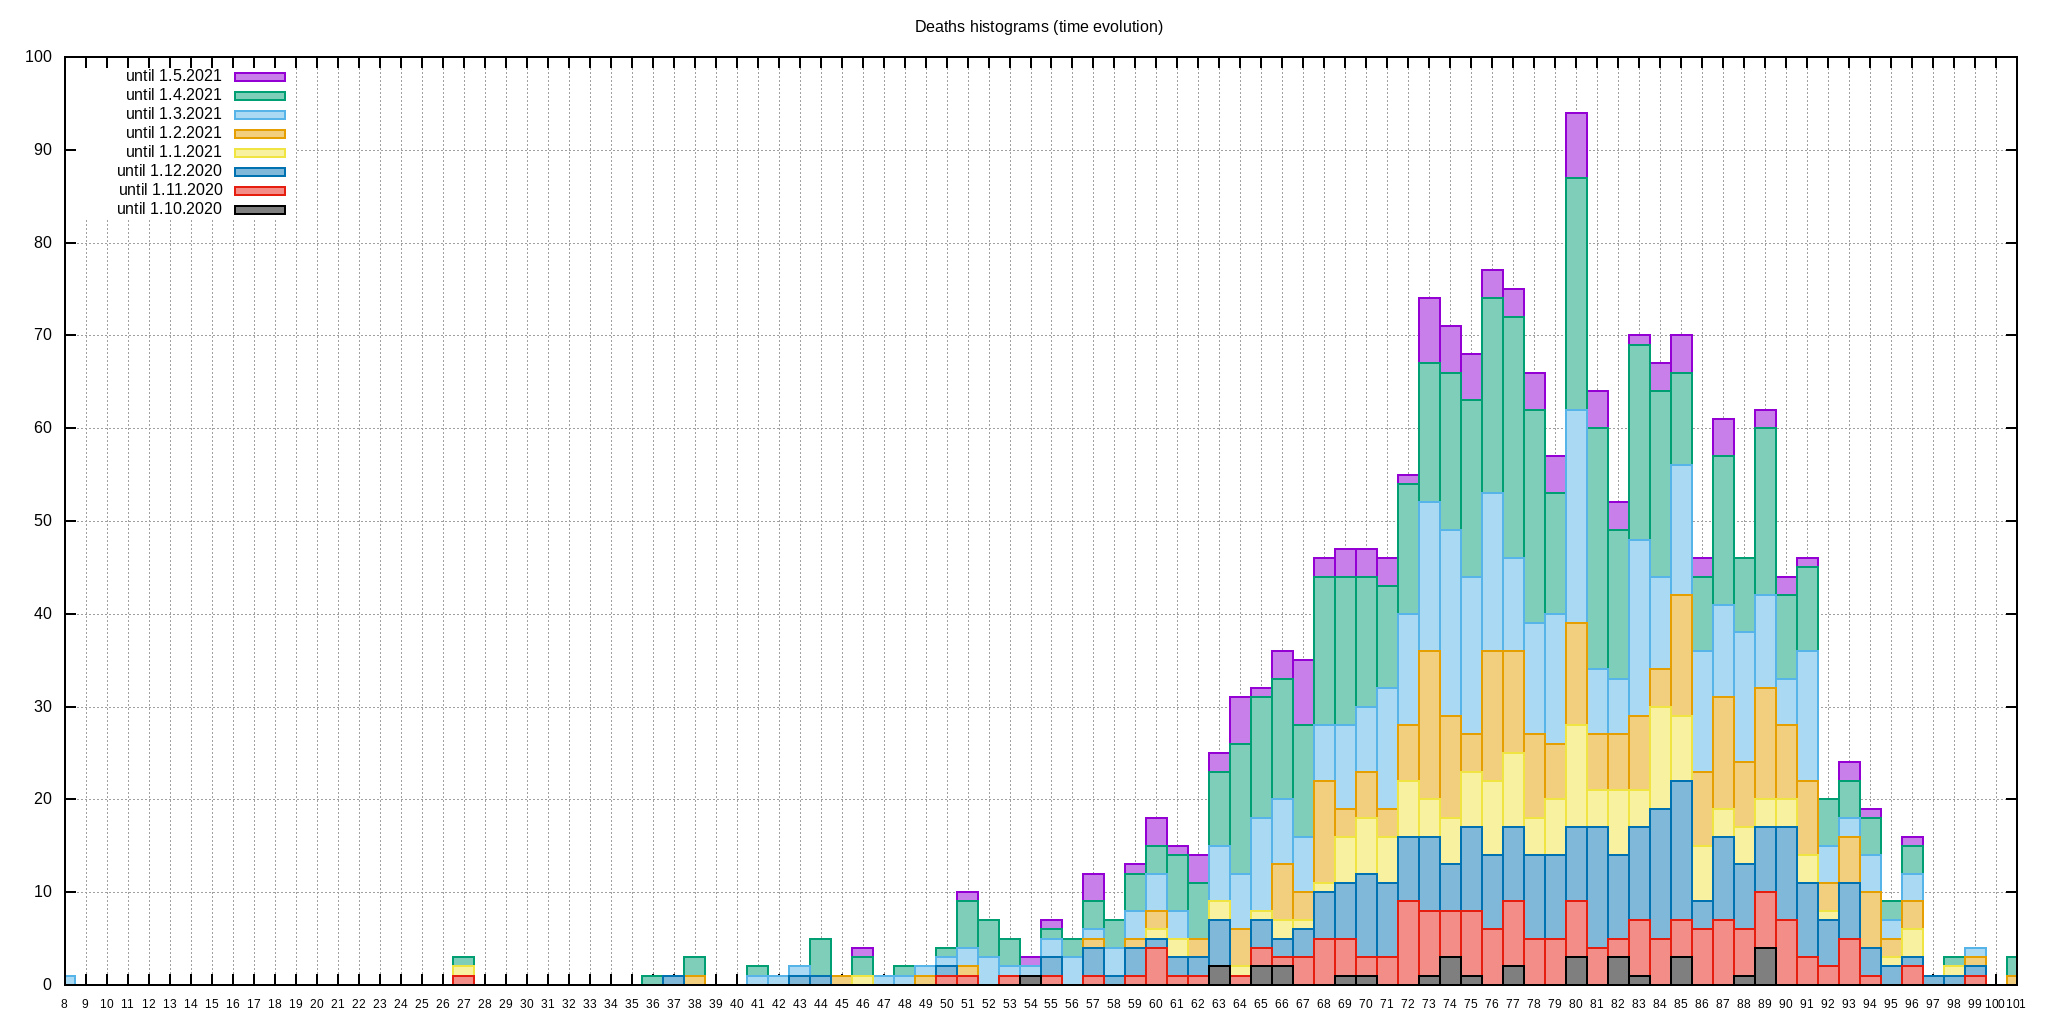 Deaths histograms (time evolution)
100
90
80
70
60
50
40
30
20
10
0
until 1.5.2021
until 1.4.2021
until 1.3.2021
until 1.2.2021
until 1.1.2021
until 1.12.2020
until 1.11.2020
until 1.10.2020
8 9 10 11 12 13 14 15 16 17 18 19 20 21 22 23 24 25 26 27 28 29 30 31 32 33 34 35 36 37 38 39 40 41 42 43 44 45 46 47 48 49 50 51 52 53 54 55 56 57 58 59 60 61 62 63 64 65 66 67 68 69 70 71 72 73 74 75 76 77 78 79 80 81 82 83 84 85 86 87 88 89 90 91 92 93 94 95 96 97 98 99 100 101